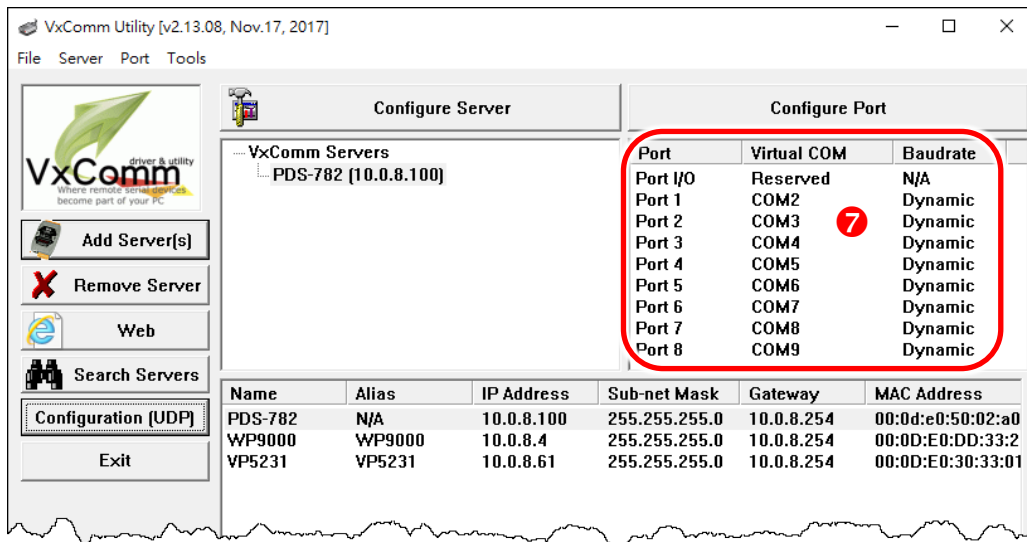 VxComm Utility [v2.13.08, Nov.17, 2017]
File Server Port Tools
VxComm
driver & utility
Where remote serial devices
become part of your PC
Add Server(s)
Remove Server
Web
Search Servers
Configuration (UDP)
Exit
Configure Server
VxComm Servers
PDS-782 (10.0.8.100)
Configure Port
Port Virtual COM Baudrate
Port I/O Reserved N/A
Port 1 COM2 Dynamic
Port 2 COM3 Dynamic
Port 3 COM4 Dynamic
Port 4 COM5 Dynamic
Port 5 COM6 Dynamic
Port 6 COM7 Dynamic
Port 7 COM8 Dynamic
Port 8 COM9 Dynamic
7
Name Alias IP Address Sub-net Mask Gateway MAC Address
PDS-782 N/A 10.0.8.100 255.255.255.0 10.0.8.254 00:0d:e0:50:02:a0
WP9000 WP9000 10.0.8.4 255.255.255.0 10.0.8.254 00:0D:E0:DD:33:2
VP5231 VP5231 10.0.8.61 255.255.255.0 10.0.8.254 00:0D:E0:30:33:01